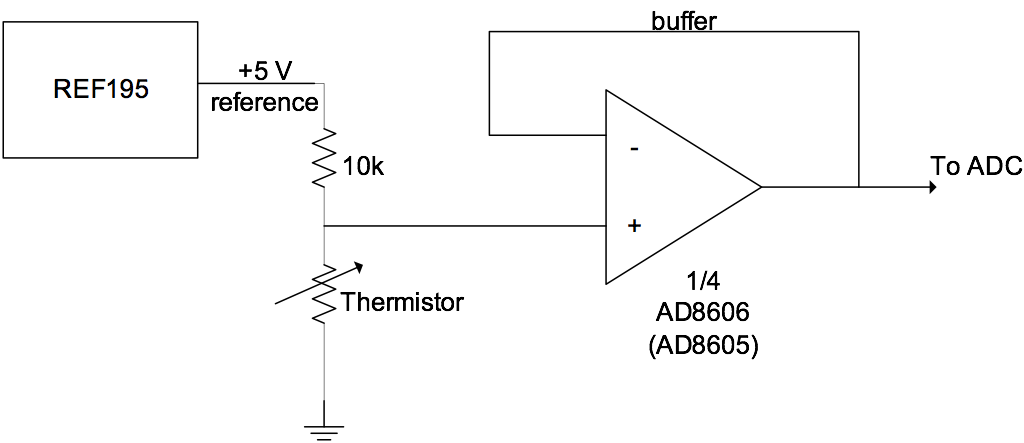 buffer
REF195
+5 V
reference
10k
-
+
To ADC
Thermistor
1/4
AD8606
(AD8605)